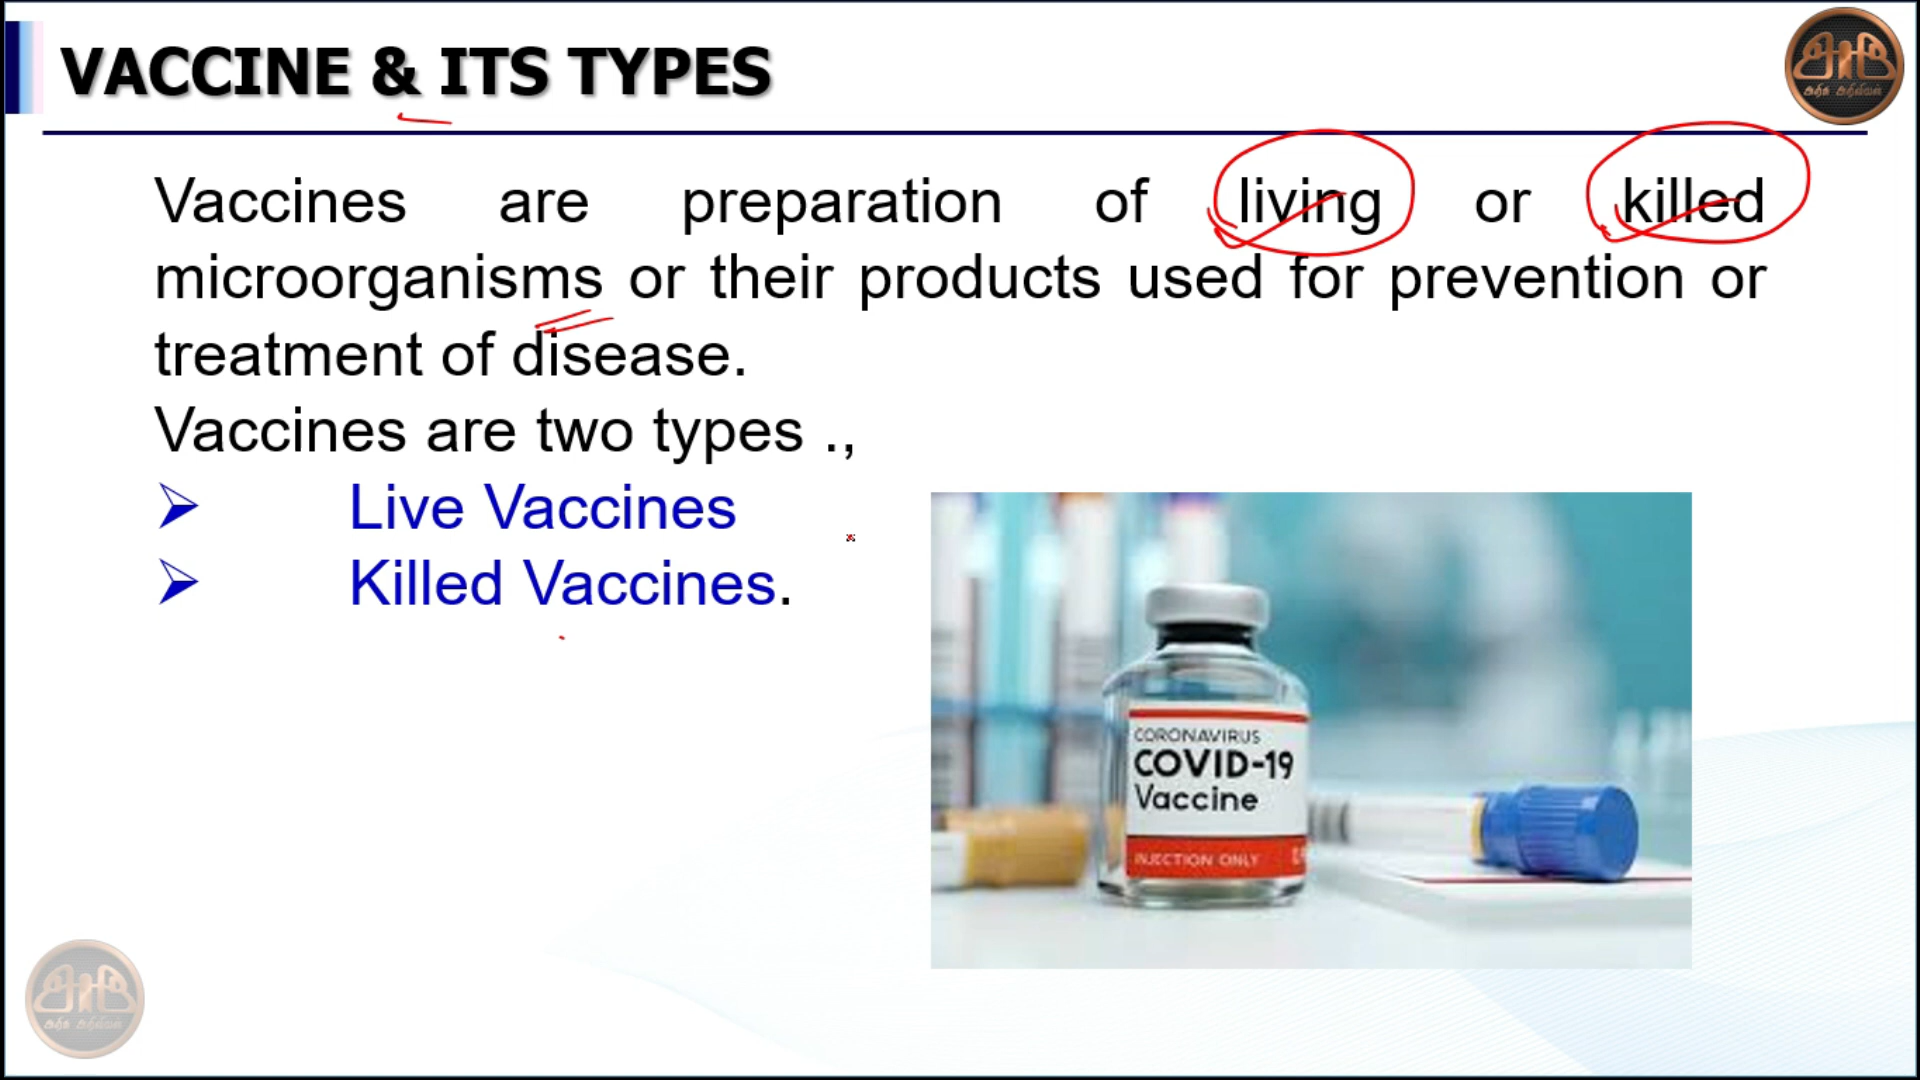 VACCINE & ITS TYPES
Vaccines are preparation of living or killed
microorganisms or their products used for prevention or
treatment of disease.
Vaccines are two types .,
➢ Live Vaccines
➢ Killed Vaccines.
CORONAVIRUS
COVID-19
Vaccine
INJECTION ONLY